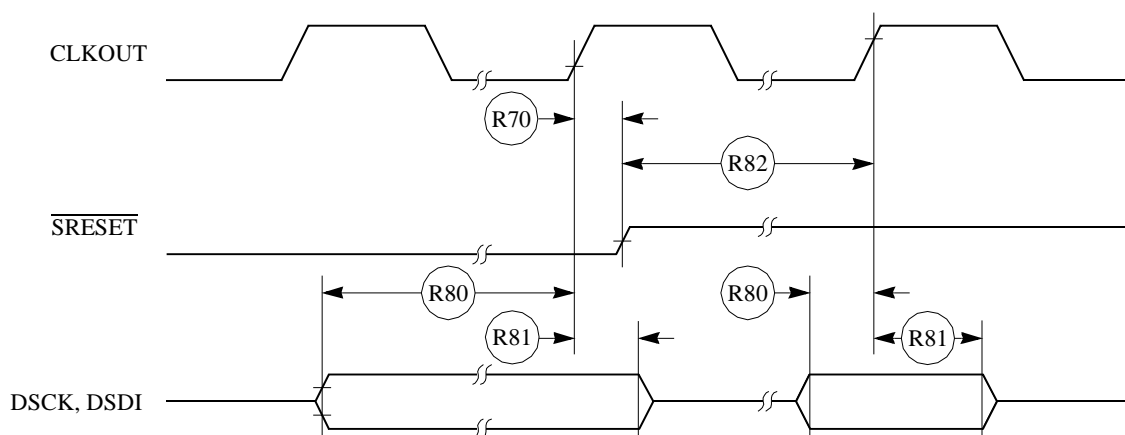 CLKOUT
R70
R82
SRESET
R80
R80
R81
R81
DSCK, DSDI